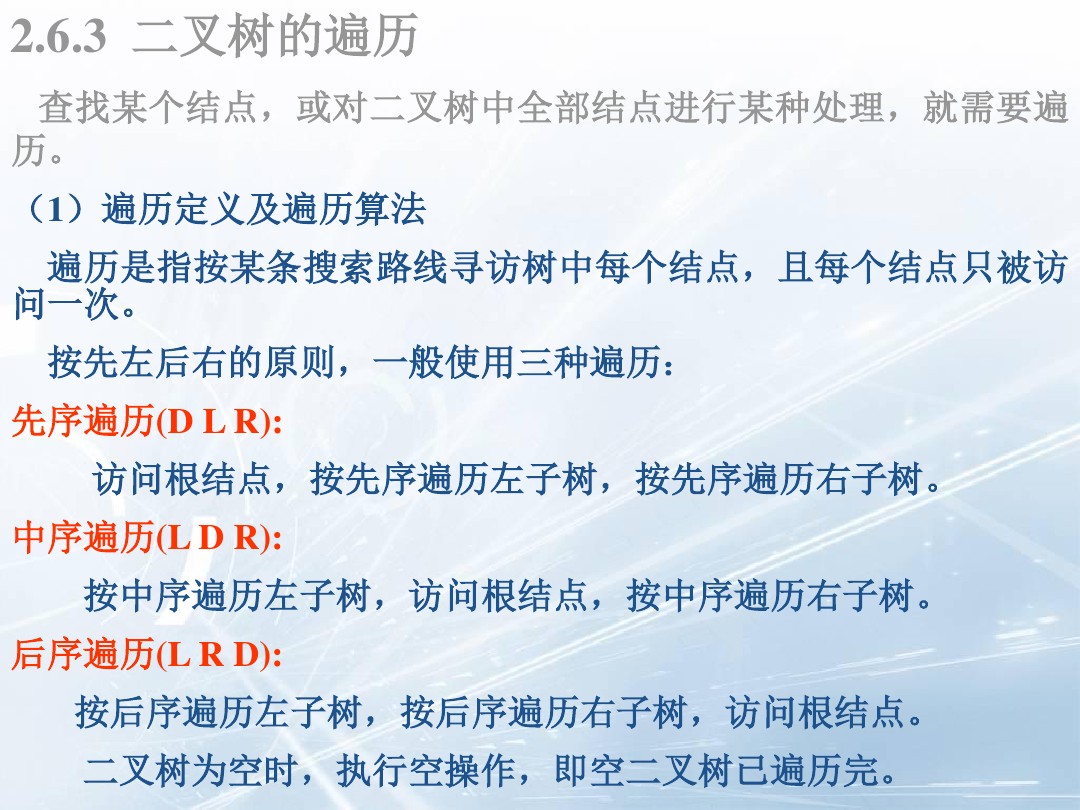 2.6.3 二叉树的遍历
查找某个结点，或对二叉树中全部结点进行某种处理，就需要遍
历。
（1）遍历定义及遍历算法
遍历是指按某条搜索路线寻访树中每个结点，且每个结点只被访
问一次。
按先左后右的原则，一般使用三种遍历：
先序遍历(D L R):
访问根结点，按先序遍历左子树，按先序遍历右子树。
中序遍历(L D R):
按中序遍历左子树，访问根结点，按中序遍历右子树。
后序遍历(L R D):
按后序遍历左子树，按后序遍历右子树，访问根结点。
二叉树为空时，执行空操作，即空二叉树已遍历完。